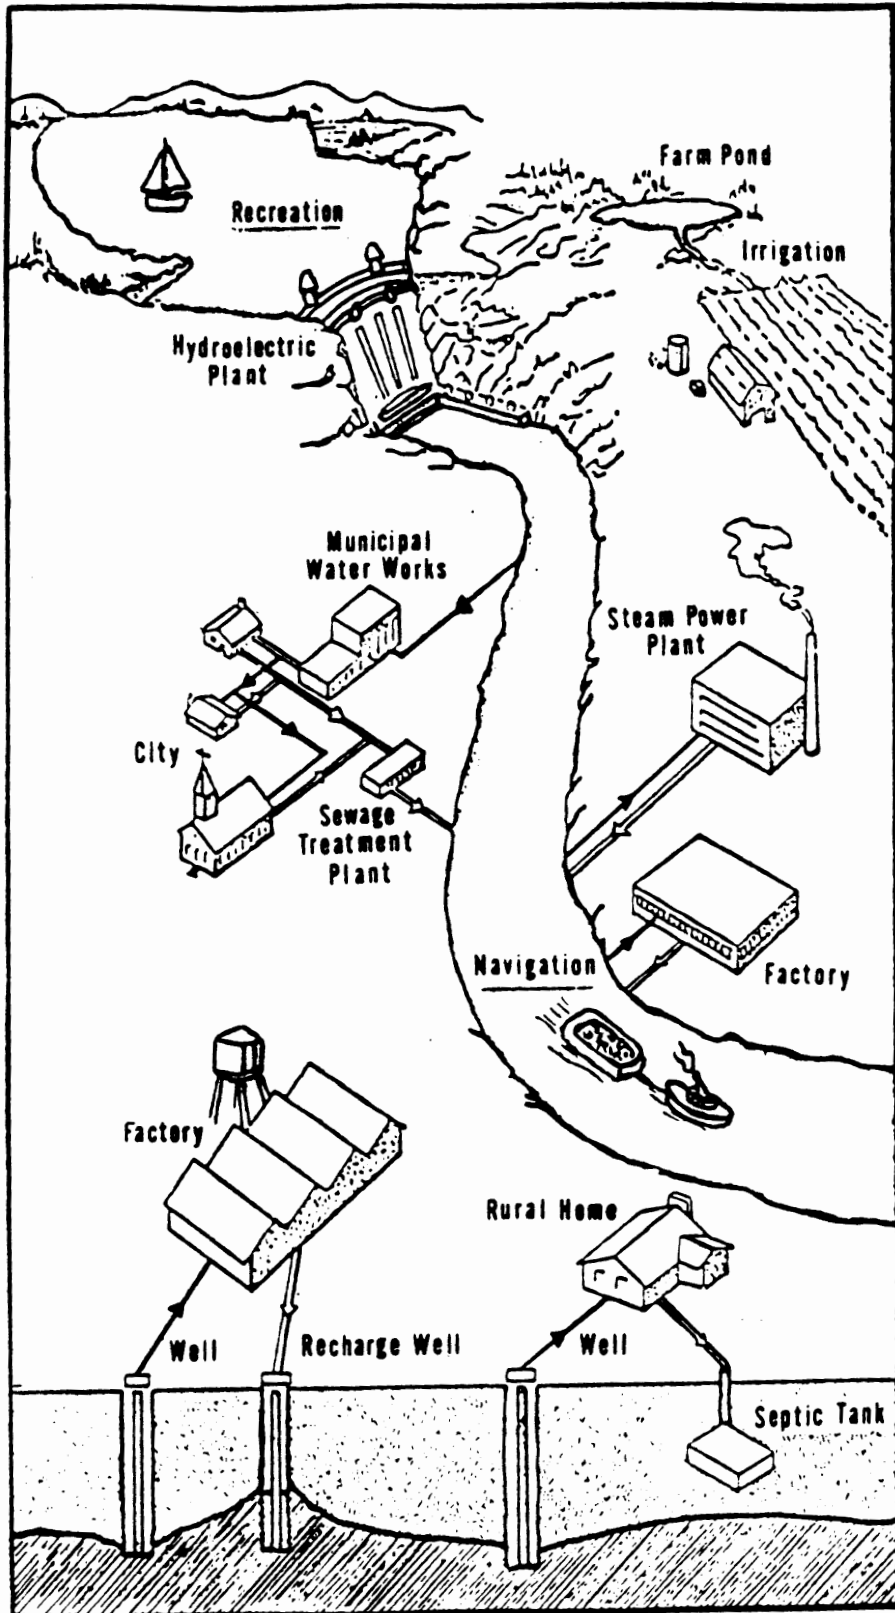 Farm Pond
Recreation
Irrigation
Hydroelectric
Plant
Municipal
Water Works
Steam Power
Plant
City
Sewage
Treatment
Plant
Navigation
Factory
Factory
Rural Home
Well
Recharge Well
Well
Septic Tank